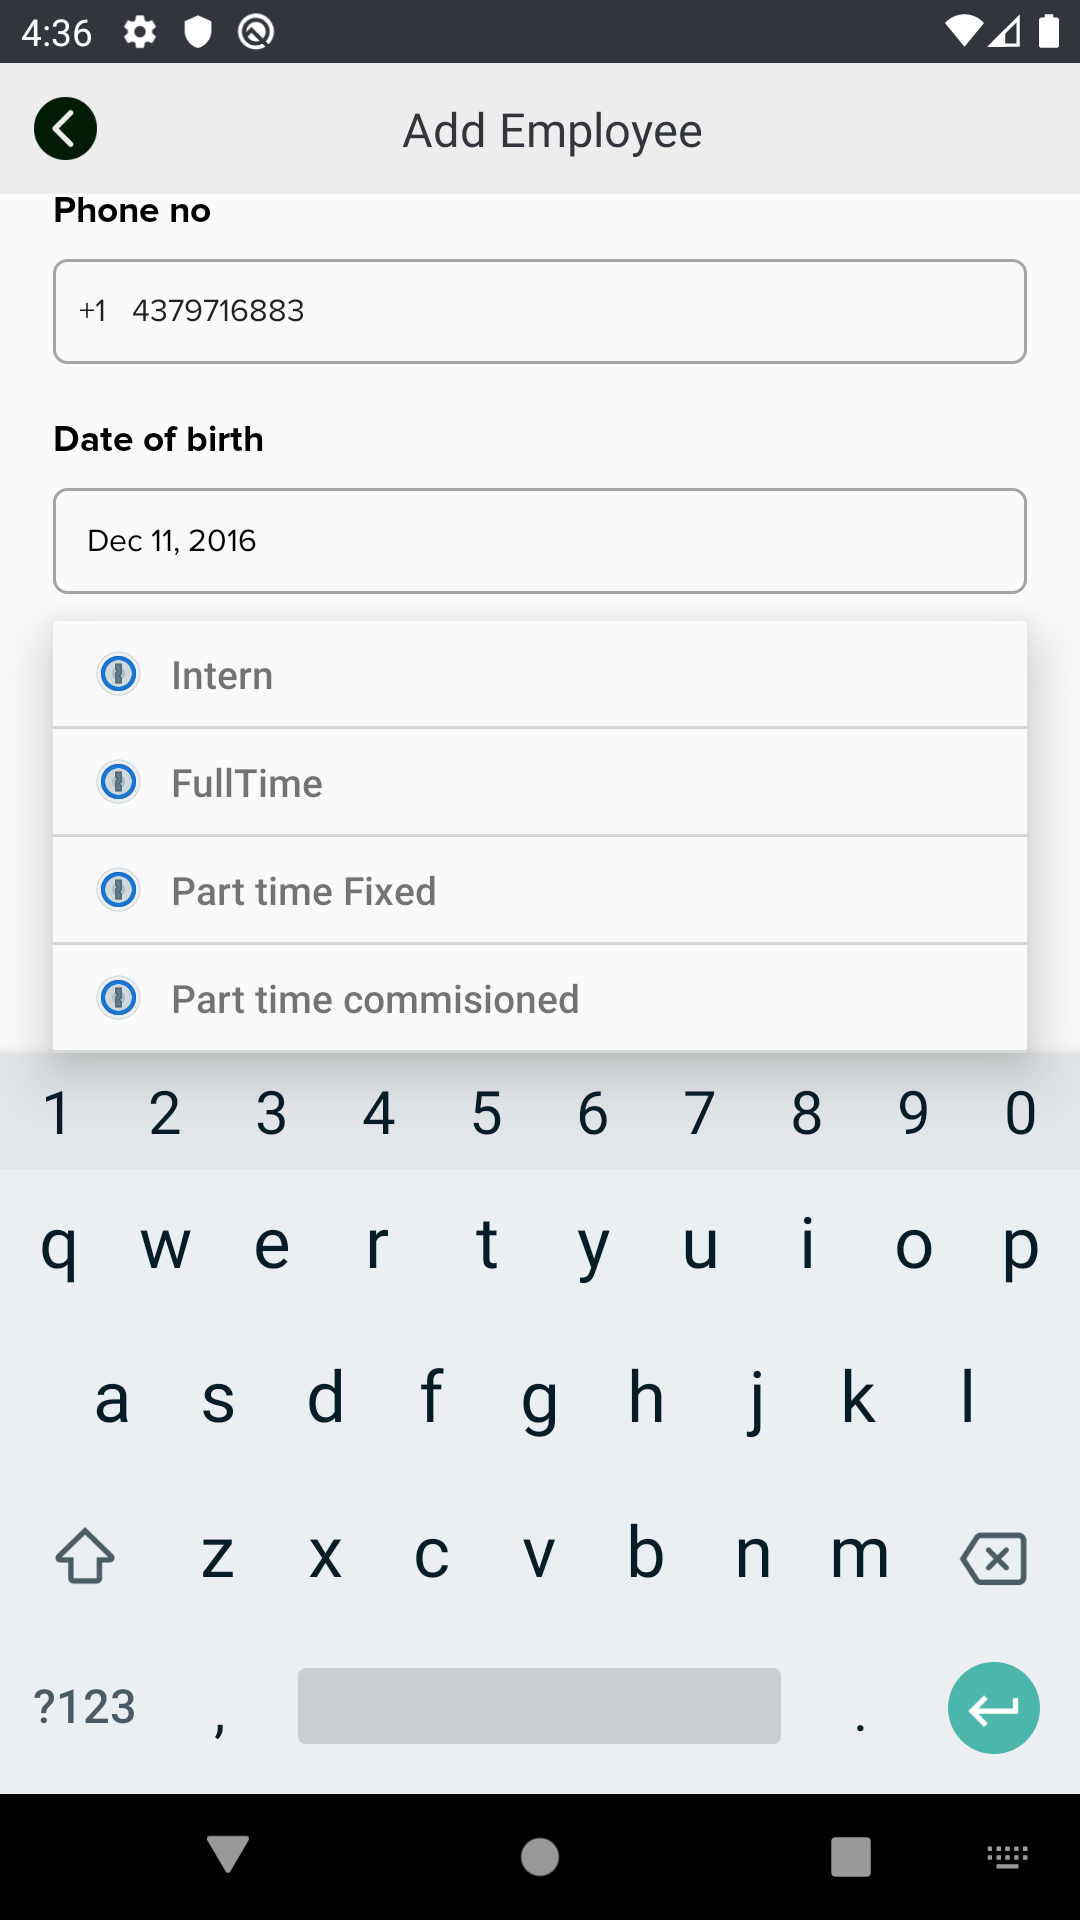 4:36
Add Employee
Phone no
+1 4379716883
Date of birth
Dec 11, 2016
Intern
FullTime
Part time Fixed
Part time commisioned
1 2 3 4 5 6 7 8 9 0
q w e r t y u i o p
a s d f g h j k l
z x c v b n m
?123 , .